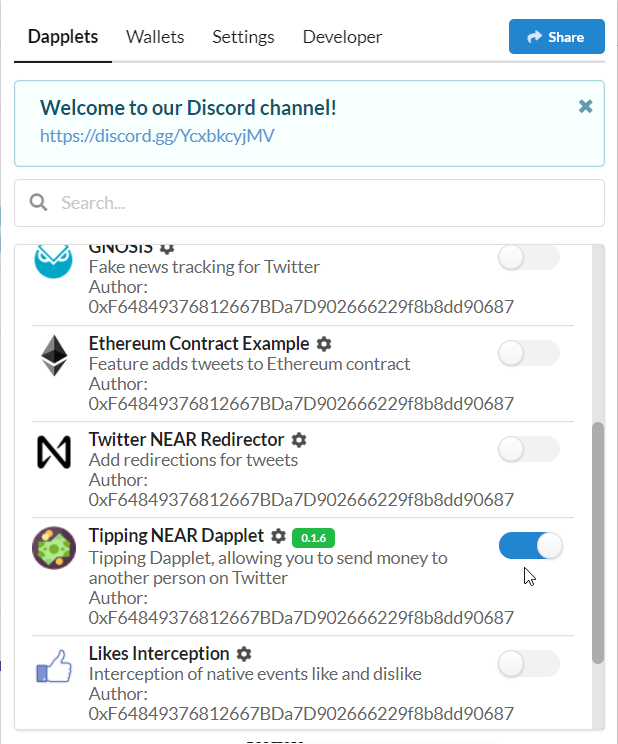 Dapplets Wallets Settings Developer Share
Welcome to our Discord channel!
https://discord.gg/YcxbkcyjMV
Search...
GNOSIS
Fake news tracking for Twitter
Author:
0xF64849376812667BDa7D902666229f8b8dd90687
Ethereum Contract Example
Feature adds tweets to Ethereum contract
Author:
0xF64849376812667BDa7D902666229f8b8dd90687
Twitter NEAR Redirector
Add redirections for tweets
Author:
0xF64849376812667BDa7D902666229f8b8dd90687
Tipping NEAR Dapplet 0.1.6
Tipping Dapplet, allowing you to send money to
another person on Twitter
Author:
0xF64849376812667BDa7D902666229f8b8dd90687
Likes Interception
Interception of native events like and dislike
Author:
0xF64849376812667BDa7D902666229f8b8dd90687